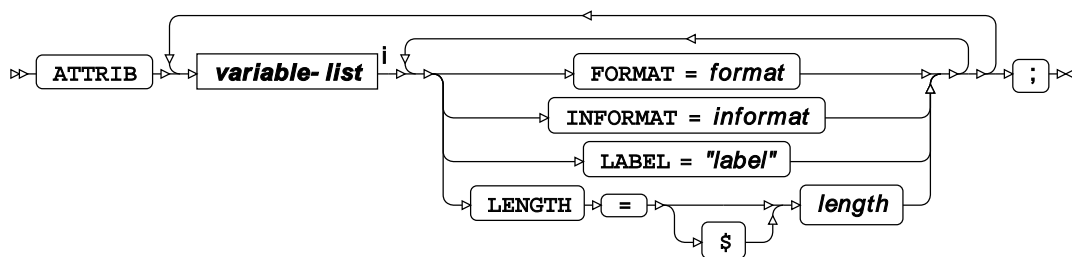 i
ATTRIB variable- list FORMAT = format ;
INFORMAT = informat
LABEL = "label"
LENGTH = length
$